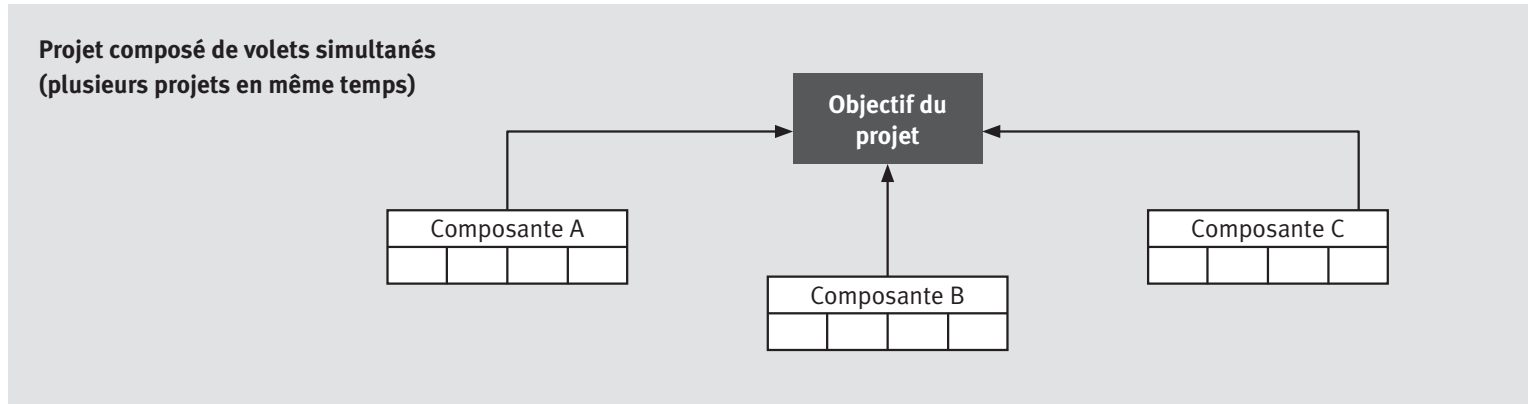 Projet composé de volets simultanés
(plusieurs projets en même temps)
Objectif du
projet
Composante A
Composante B
Composante C